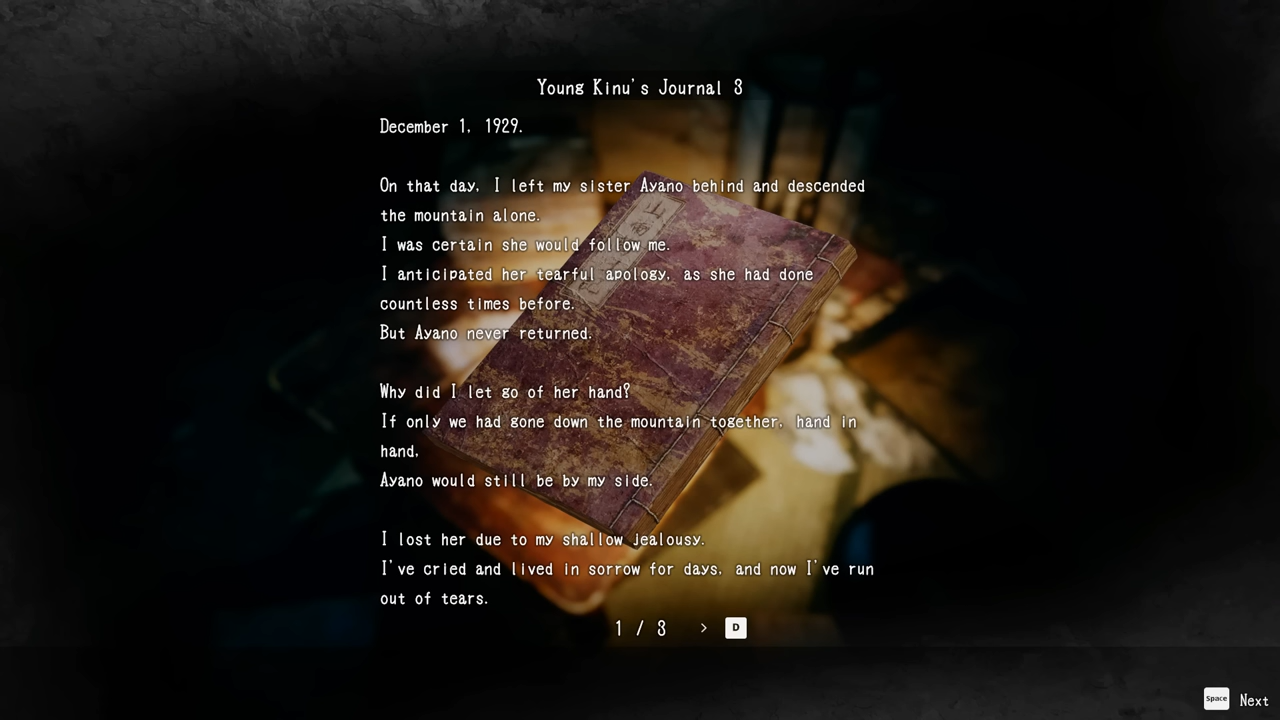 Young Kinu's Journal 3
December 1, 1929.
On that day, I left my sister Ayano behind and descended
the mountain alone.
I was certain she would follow me.
I anticipated her tearful apology, as she had done
countless times before.
But Ayano never returned.
Why did I let go of her hand?
If only we had gone down the mountain together, hand in
hand,
Ayano would still be by my side.
I lost her due to my shallow jealousy.
I've cried and lived in sorrow for days, and now I've run
out of tears.
1 / 3 > D
Space Next